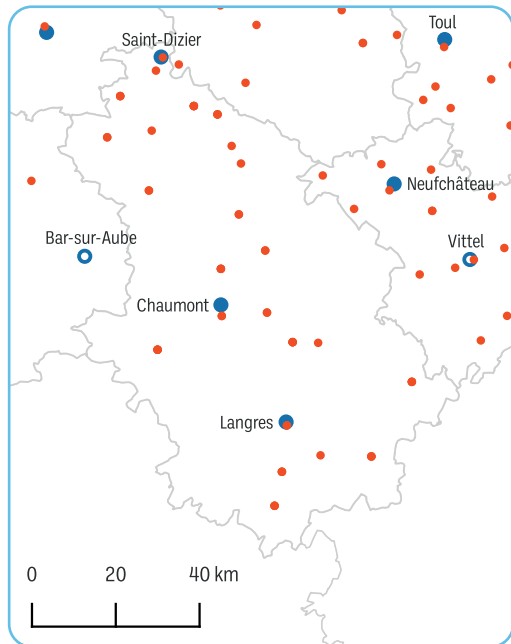 Toul
Saint-Dizier
Neufchâteau
Bar-sur-Aube
Vittel
Chaumont
Langres
0 20 40 km